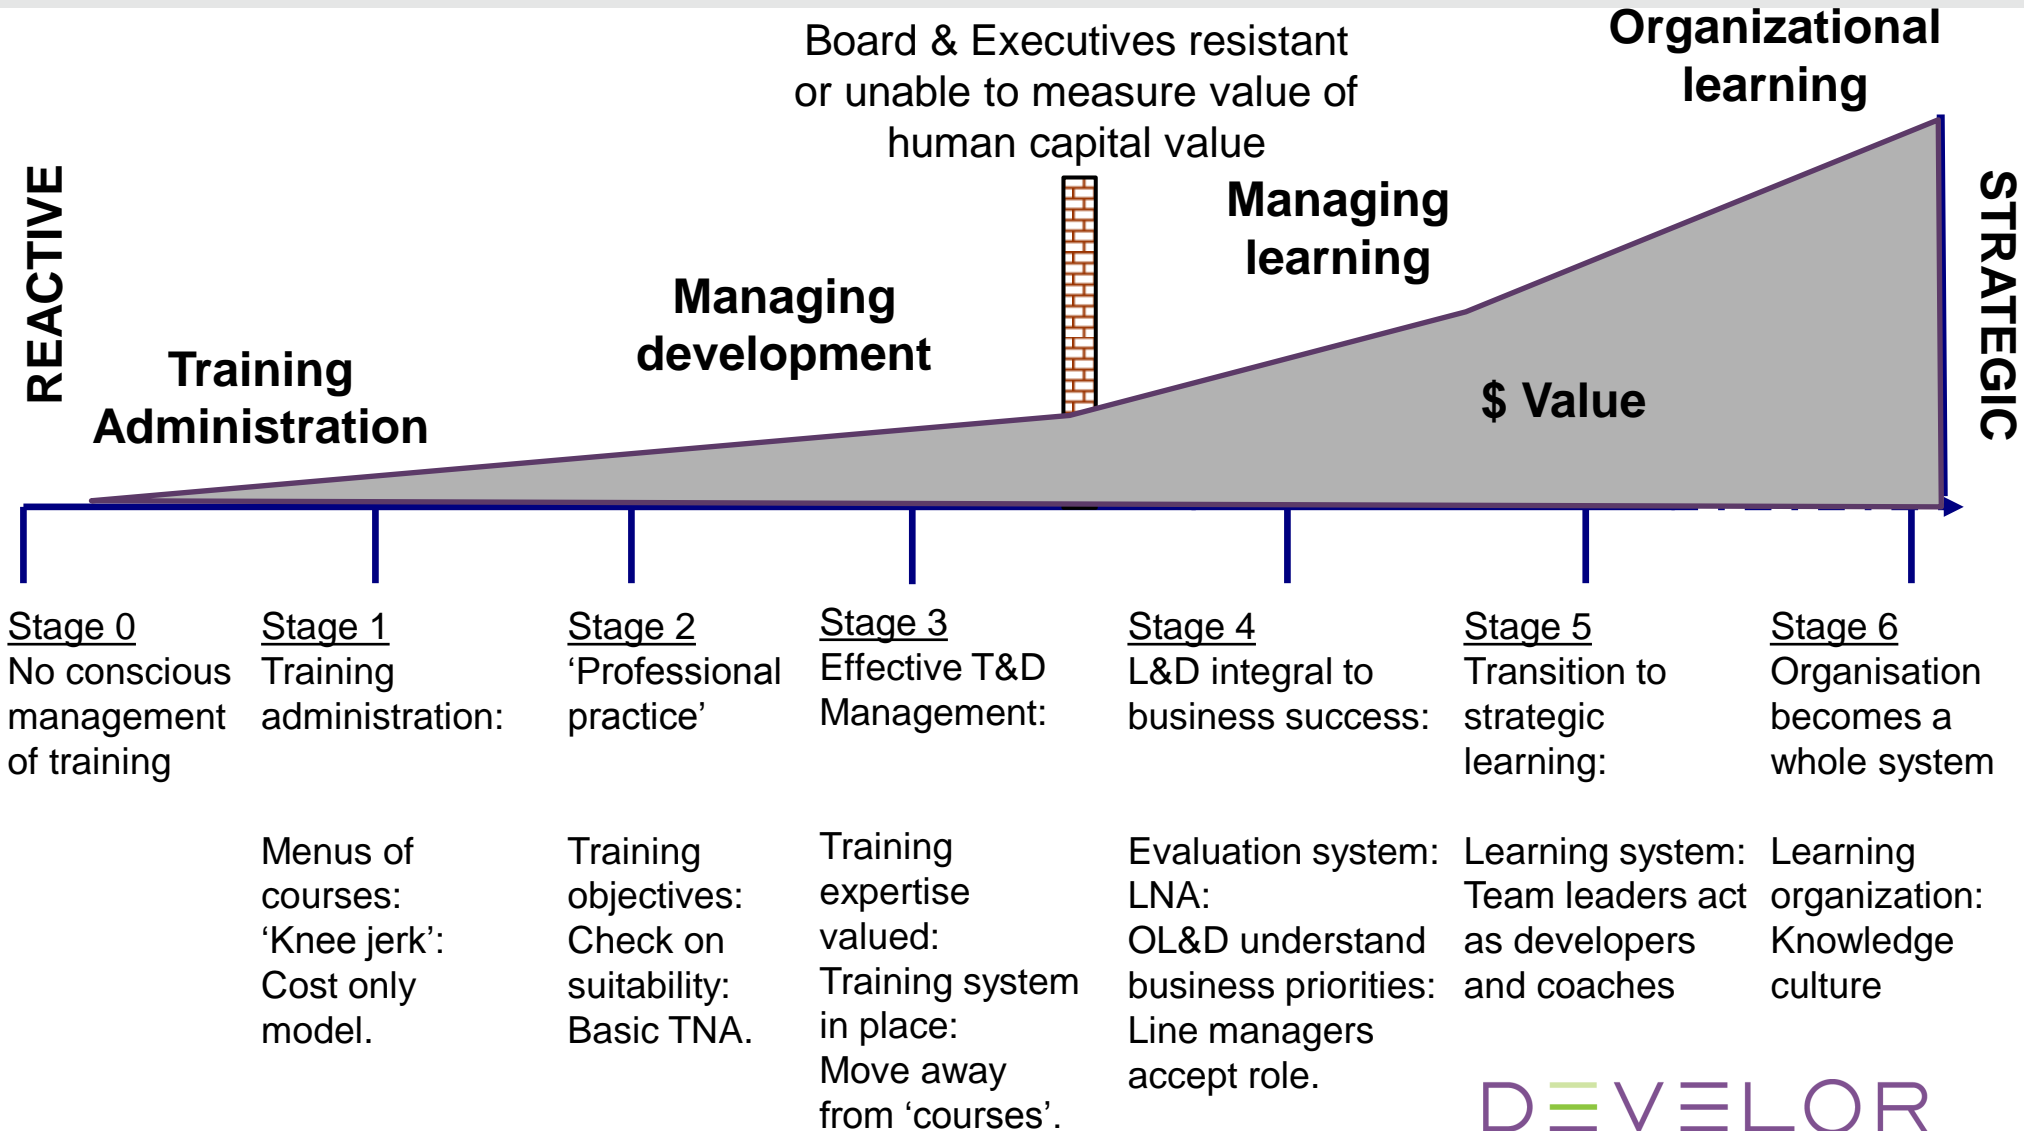 Organizational
learning
Board & Executives resistant
or unable to measure value of
human capital value
REACTIVE
STRATEGIC
Managing
learning
Managing
development
Training
Administration
$ Value
Stage 0
No conscious
management
of training
Stage 1
Training
administration:
Menus of
courses:
‘Knee jerk’:
Cost only
model.
Stage 2
‘Professional
practice’
Training
objectives:
Check on
suitability:
Basic TNA.
Stage 3
Effective T&D
Management:
Training
expertise
valued:
Training system
in place:
Move away
from ‘courses’.
Stage 4
L&D integral to
business success:
Evaluation system:
LNA:
OL&D understand
business priorities:
Line managers
accept role.
Stage 5
Transition to
strategic
learning:
Learning system:
Team leaders act
as developers
and coaches
Stage 6
Organisation
becomes a
whole system
Learning
organization:
Knowledge
culture
DEVELOR